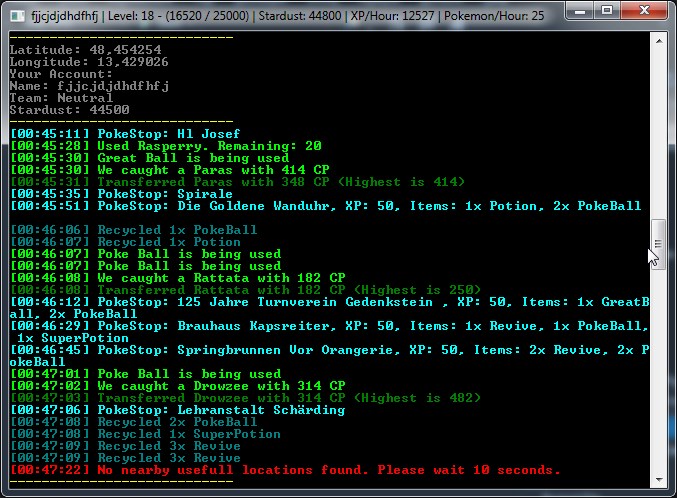 fjjcjdjdhdfhfj | Level: 18 - (16520 / 25000) | Stardust: 44800 | XP/Hour: 12527 | Pokemon/Hour: 25
----------------------------
Latitude: 48,454254
Longitude: 13,429026
Your Account:
Name: fjjcjdjdhdfhfj
Team: Neutral
Stardust: 44500
----------------------------
[00:45:11] PokeStop: Hl Josef
[00:45:28] Used Rasperry. Remaining: 20
[00:45:30] Great Ball is being used
[00:45:30] We caught a Paras with 414 CP
[00:45:31] Transferred Paras with 348 CP (Highest is 414)
[00:45:35] PokeStop: Spirale
[00:45:51] PokeStop: Die Goldene Wanduhr, XP: 50, Items: 1x Potion, 2x PokeBall
[00:46:06] Recycled 1x PokeBall
[00:46:07] Recycled 1x Potion
[00:46:07] Poke Ball is being used
[00:46:07] Poke Ball is being used
[00:46:08] We caught a Rattata with 182 CP
[00:46:08] Transferred Rattata with 182 CP (Highest is 250)
[00:46:12] PokeStop: 125 Jahre Turnverein Gedenkstein , XP: 50, Items: 1x GreatB
all, 2x PokeBall
[00:46:29] PokeStop: Brauhaus Kapsreiter, XP: 50, Items: 1x Revive, 1x PokeBall,
1x SuperPotion
[00:46:45] PokeStop: Springbrunnen Vor Orangerie, XP: 50, Items: 2x Revive, 2x P
okeBall
[00:47:01] Poke Ball is being used
[00:47:02] We caught a Drowzee with 314 CP
[00:47:03] Transferred Drowzee with 314 CP (Highest is 482)
[00:47:06] PokeStop: Lehranstalt Schärding
[00:47:08] Recycled 2x PokeBall
[00:47:08] Recycled 1x SuperPotion
[00:47:09] Recycled 3x Revive
[00:47:09] Recycled 3x Revive
[00:47:22] No nearby usefull locations found. Please wait 10 seconds.
----------------------------